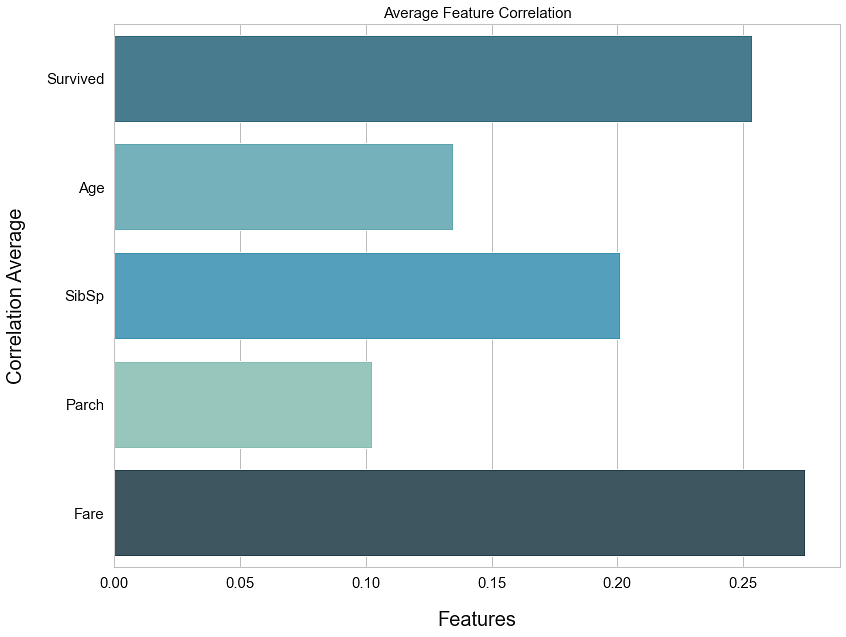 Average Feature Correlation
Correlation Average
Survived
Age
SibSp
Parch
Fare
0.00 0.05 0.10 0.15 0.20 0.25
Features